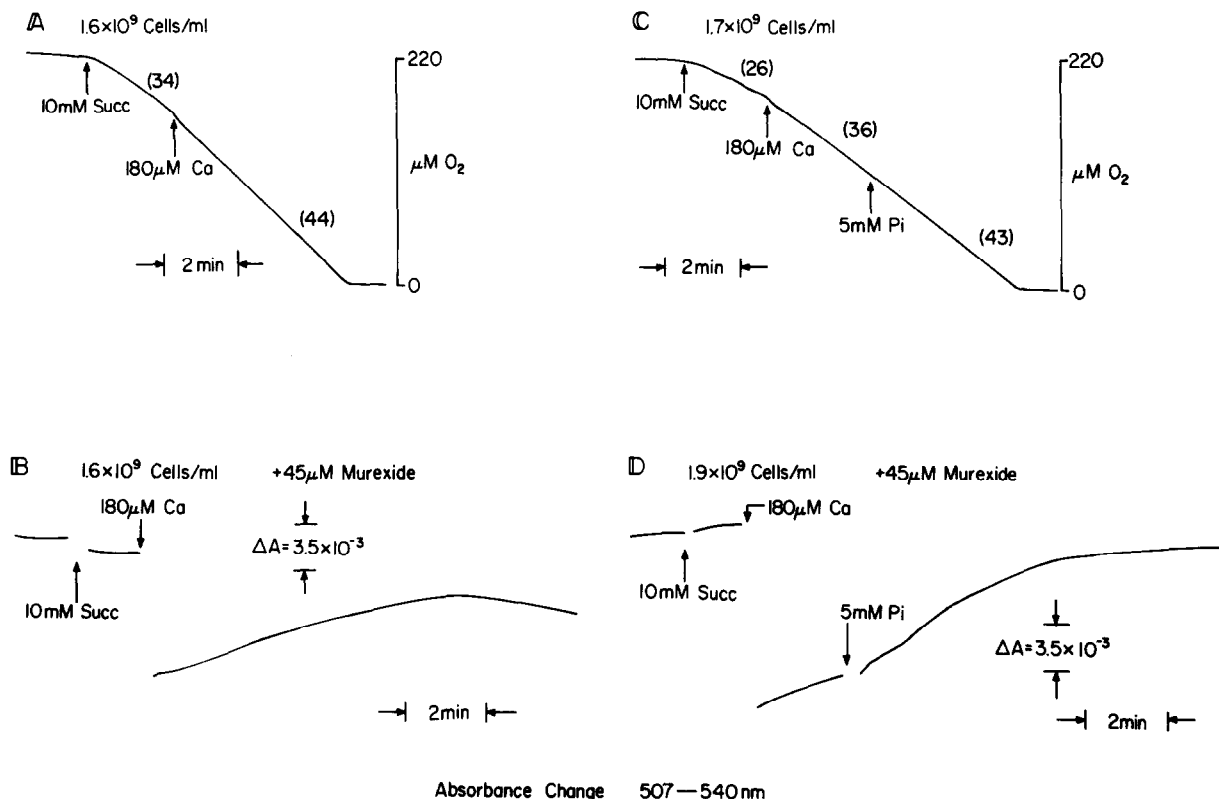 A 1.6×10⁹ Cells/ml
(34)
10mM Succ
180μM Ca
(44)
2 min
220
μM O₂
0
C 1.7×10⁹ Cells/ml
(26)
10mM Succ
180μM Ca
(36)
5mM Pi
(43)
2min
220
μM O₂
0
B 1.6×10⁹ Cells/ml +45μM Murexide
180μM Ca
ΔA=3.5×10⁻³
10mM Succ
2min
D 1.9×10⁹ Cells/ml +45μM Murexide
180μM Ca
10mM Succ
5mM Pi
ΔA=3.5×10⁻³
2min
Absorbance Change 507—540nm